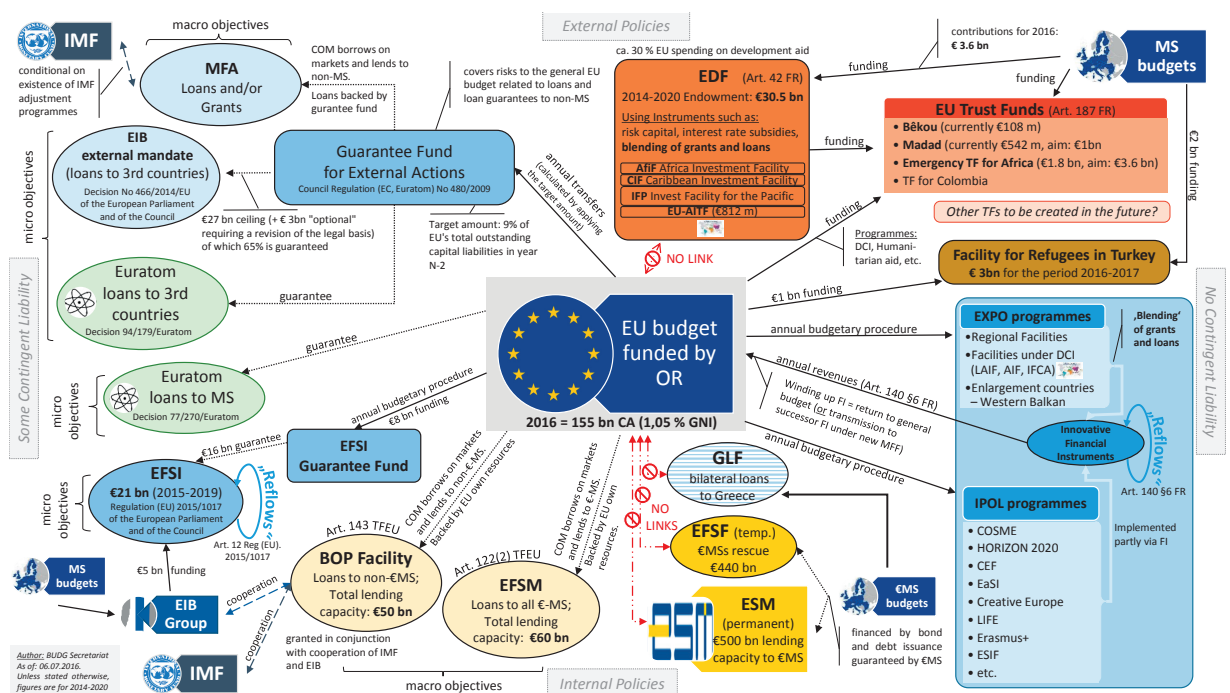 External Policies
macro objectives
IMF
conditional on
existence of IMF
adjustment
programmes
MFA
Loans and/or
Grants
COM borrows on
markets and lends to
non-MS.
Loans backed by
gurantee fund
covers risks to the general EU
budget related to loans and
loan guarantees to non-MS
ca. 30 % EU spending on development aid
EDF (Art. 42 FR)
2014-2020 Endowment: €30.5 bn
Using Instruments such as:
risk capital, interest rate subsidies,
blending of grants and loans
AfiF Africa Investment Facility
CIF Caribbean Investment Facility
IFP Invest Facility for the Pacific
EU-AITF (€812 m)
contributions for 2016:
€ 3.6 bn
MS
budgets
funding
funding
funding
funding
€2 bn funding
EU Trust Funds (Art. 187 FR)
• Bêkou (currently €108 m)
• Madad (currently €542 m, aim: €1bn)
• Emergency TF for Africa (€1.8 bn, aim: €3.6 bn)
• TF for Colombia
Other TFs to be created in the future?
Programmes:
DCI, Humani-
tarian aid, etc.
Facility for Refugees in Turkey
€ 3bn for the period 2016-2017
€1 bn funding
micro objectives
EIB
external mandate
(loans to 3rd countries)
Decision No 466/2014/EU
of the European Parliament
and of the Council
Guarantee Fund
for External Actions
Council Regulation (EC, Euratom) No 480/2009
€27 bn ceiling (+ € 3bn "optional"
requiring a revision of the legal basis)
of which 65% is guaranteed
Target amount: 9% of
EU's total outstanding
capital liabilities in year
N-2
annual transfers
(calculated by applying
the target amount)
NO LINK
Euratom
loans to 3rd
countries
Decision 94/179/Euratom
guarantee
guarantee
Some Contingent Liability
No Contingent Liability
micro
objectives
Euratom
loans to MS
Decision 77/270/Euratom
EU budget
funded by
OR
2016 = 155 bn CA (1,05 % GNI)
annual budgetary procedure
€8 bn funding
EFSI
Guarantee Fund
€16 bn guarantee
micro
objectives
EFSI
€21 bn (2015-2019)
Regulation (EU) 2015/1017
of the European Parliament
and of the Council
„Reflows”
Art. 12 Reg (EU).
2015/1017
MS
budgets
€5 bn funding
EIB
Group
cooperation
cooperation
IMF
Author: BUDG Secretariat
As of: 06.07.2016.
Unless stated otherwise,
figures are for 2014-2020
COM borrows on markets
and lends to non-€-MS.
Backed by EU own resources
Art. 143 TFEU
BOP Facility
Loans to non-€MS;
Total lending
capacity: €50 bn
granted in conjunction
with cooperation of IMF
and EIB
COM borrows on markets
and lends to €-MS.
Backed by EU own
resources.
Art. 122(2) TFEU
EFSM
Loans to all €-MS;
Total lending
capacity: €60 bn
macro objectives
Internal Policies
NO
LINKS
GLF
bilateral loans
to Greece
EFSF (temp.)
€MSs rescue
€440 bn
esm
ESM
(permanent)
€500 bn lending
capacity to €MS
€MS
budgets
financed by bond
and debt issuance
guaranteed by €MS
annual budgetary procedure
annual revenues (Art. 140 §6 FR)
Winding up FI = return to general
budget (or transmission to
successor FI under new MFF)
annual budgetary procedure
EXPO programmes
•Regional Facilities
•Facilities under DCI
(LAIF, AIF, IFCA)
•Enlargement countries
– Western Balkan
‚Blending’
of grants
and loans
Innovative
Financial
Instruments
„Reflows”
Art. 140 §6 FR
Implemented
partly via FI
IPOL programmes
• COSME
• HORIZON 2020
• CEF
• EaSI
• Creative Europe
• LIFE
• Erasmus+
• ESIF
• etc.